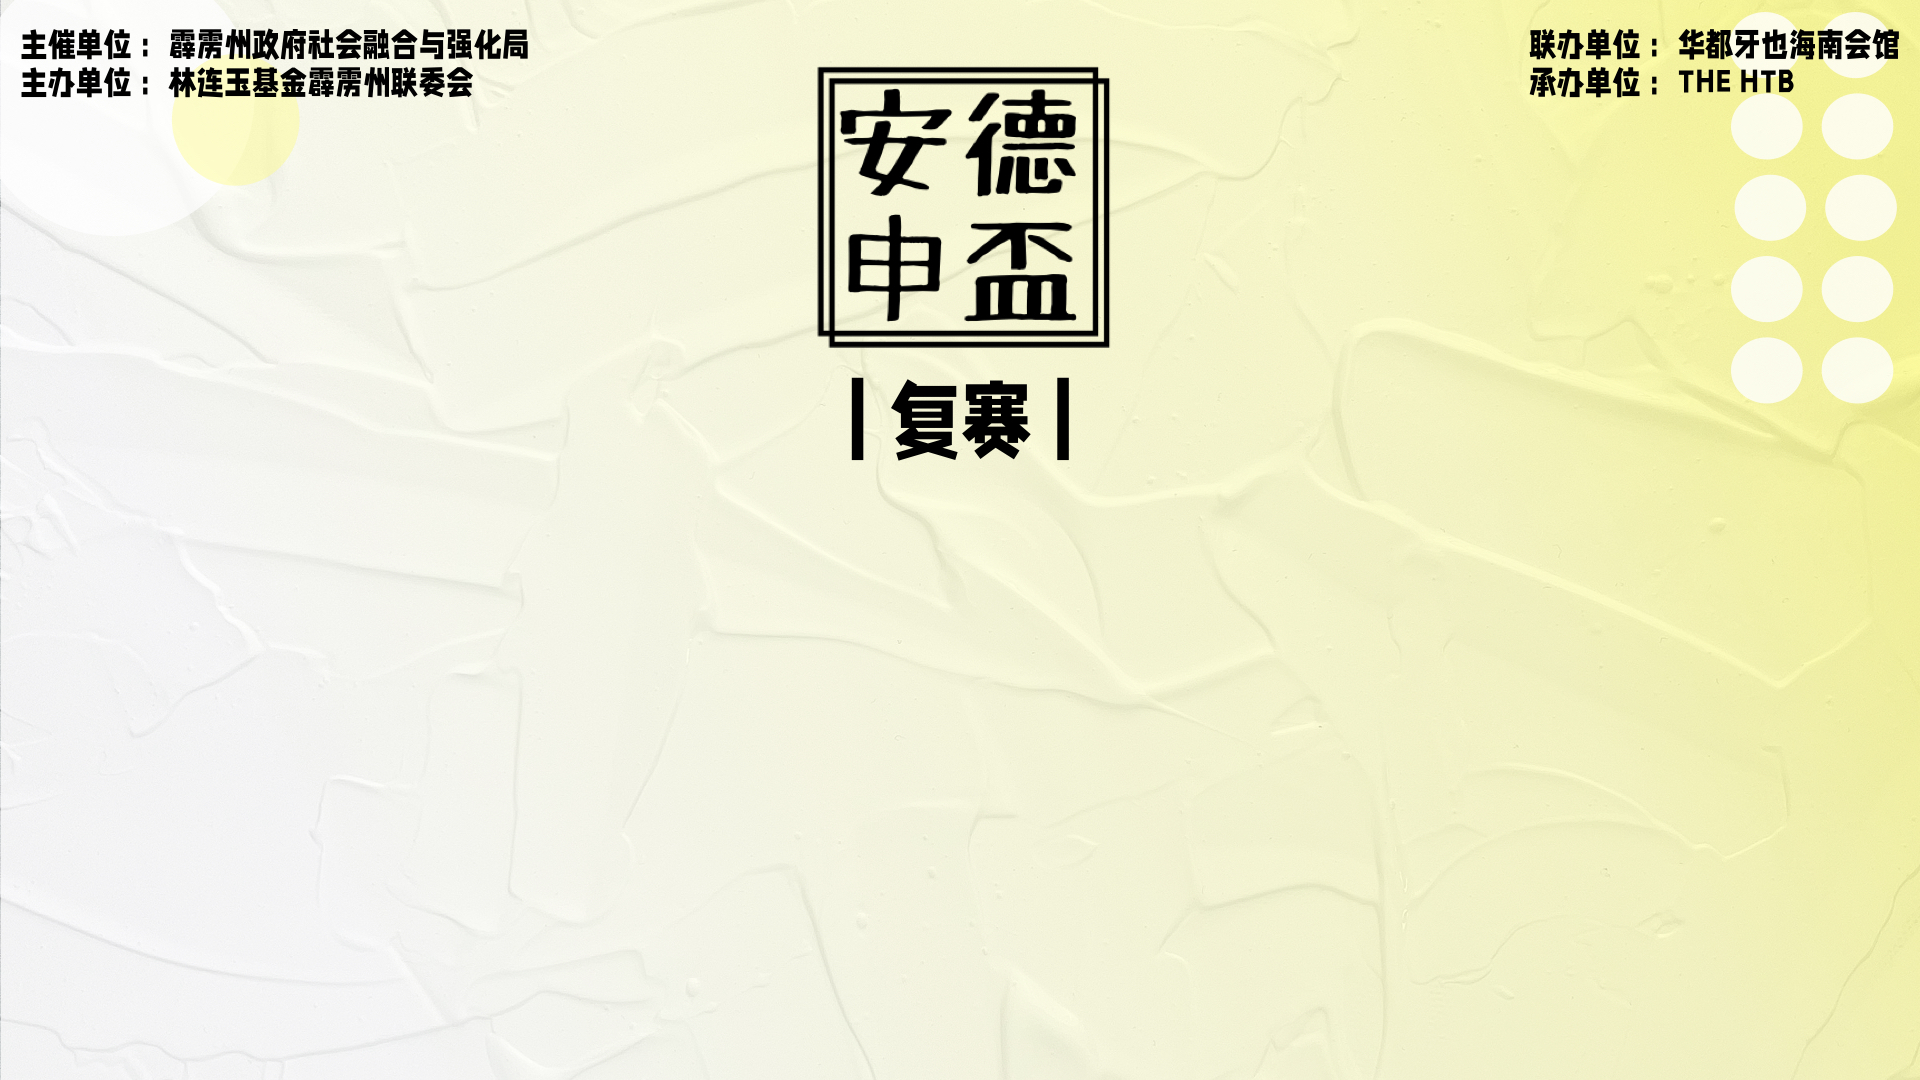 主催单位： 霹雳州政府社会融合与强化局
主办单位： 林连玉基金霹雳州联委会
联办单位： 华都牙也海南会馆
承办单位： THE HTB
安德
申盃
| 复赛 |